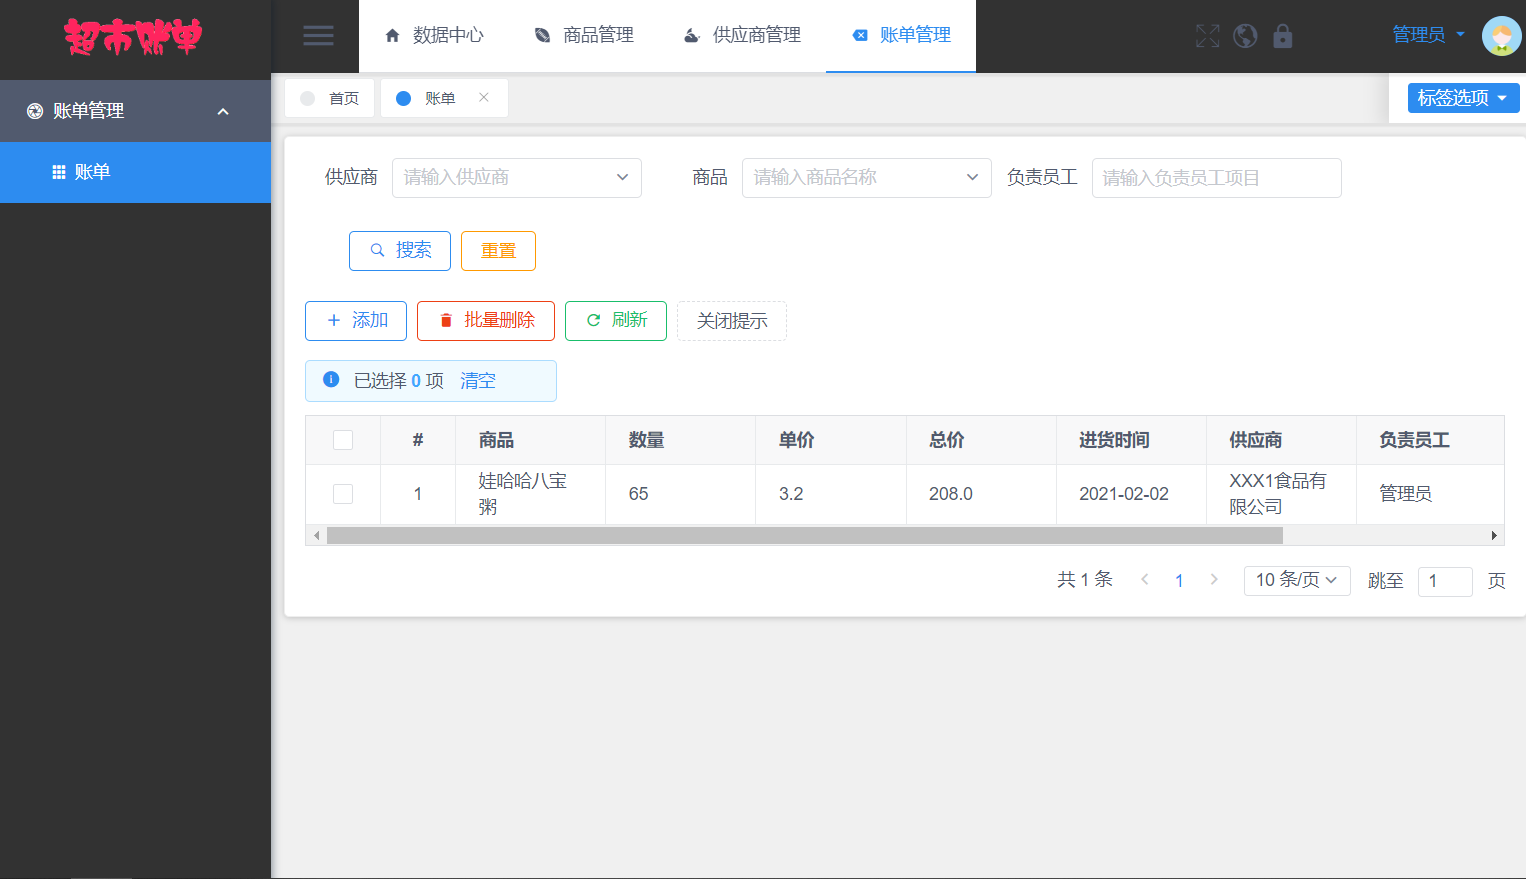 超市账单
数据中心 商品管理 供应商管理 账单管理
管理员
账单管理
首页 账单
标签选项
账单
供应商 请输入供应商 商品 请输入商品名称 负责员工 请输入负责员工项目
搜索 重置
添加 批量删除 刷新 关闭提示
已选择 0 项 清空
# 商品 数量 单价 总价 进货时间 供应商 负责员工
1 娃哈哈八宝粥 65 3.2 208.0 2021-02-02 XXX1食品有限公司 管理员
共 1 条 1 10 条/页 跳至 1 页